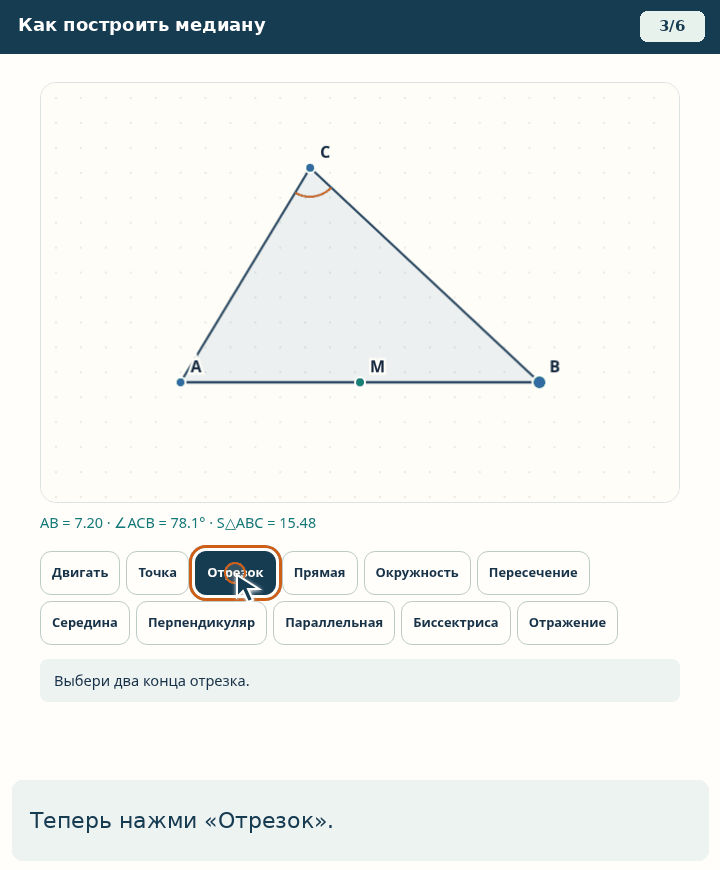 Как построить медиану
3/6
C
A
M
B
AB = 7.20 · ∠ACB = 78.1° · S△ABC = 15.48
Двигать
Точка
Отрезок
Прямая
Окружность
Пересечение
Середина
Перпендикуляр
Параллельная
Биссектриса
Отражение
Выбери два конца отрезка.
Теперь нажми «Отрезок».